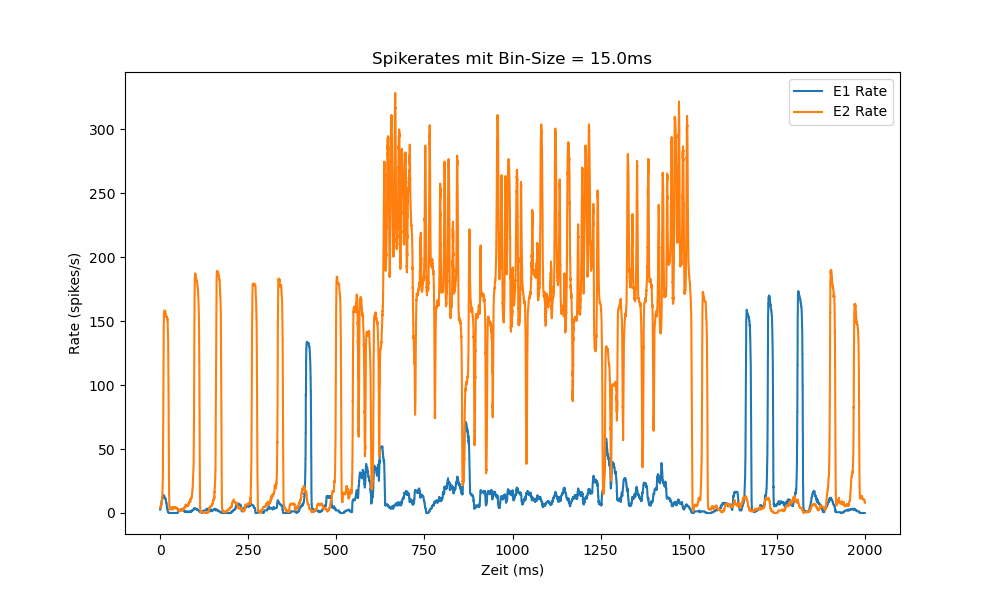 Spikerates mit Bin-Size = 15.0ms
E1 Rate
E2 Rate
Rate (spikes/s)
300
250
200
150
100
50
0
0 250 500 750 1000 1250 1500 1750 2000
Zeit (ms)